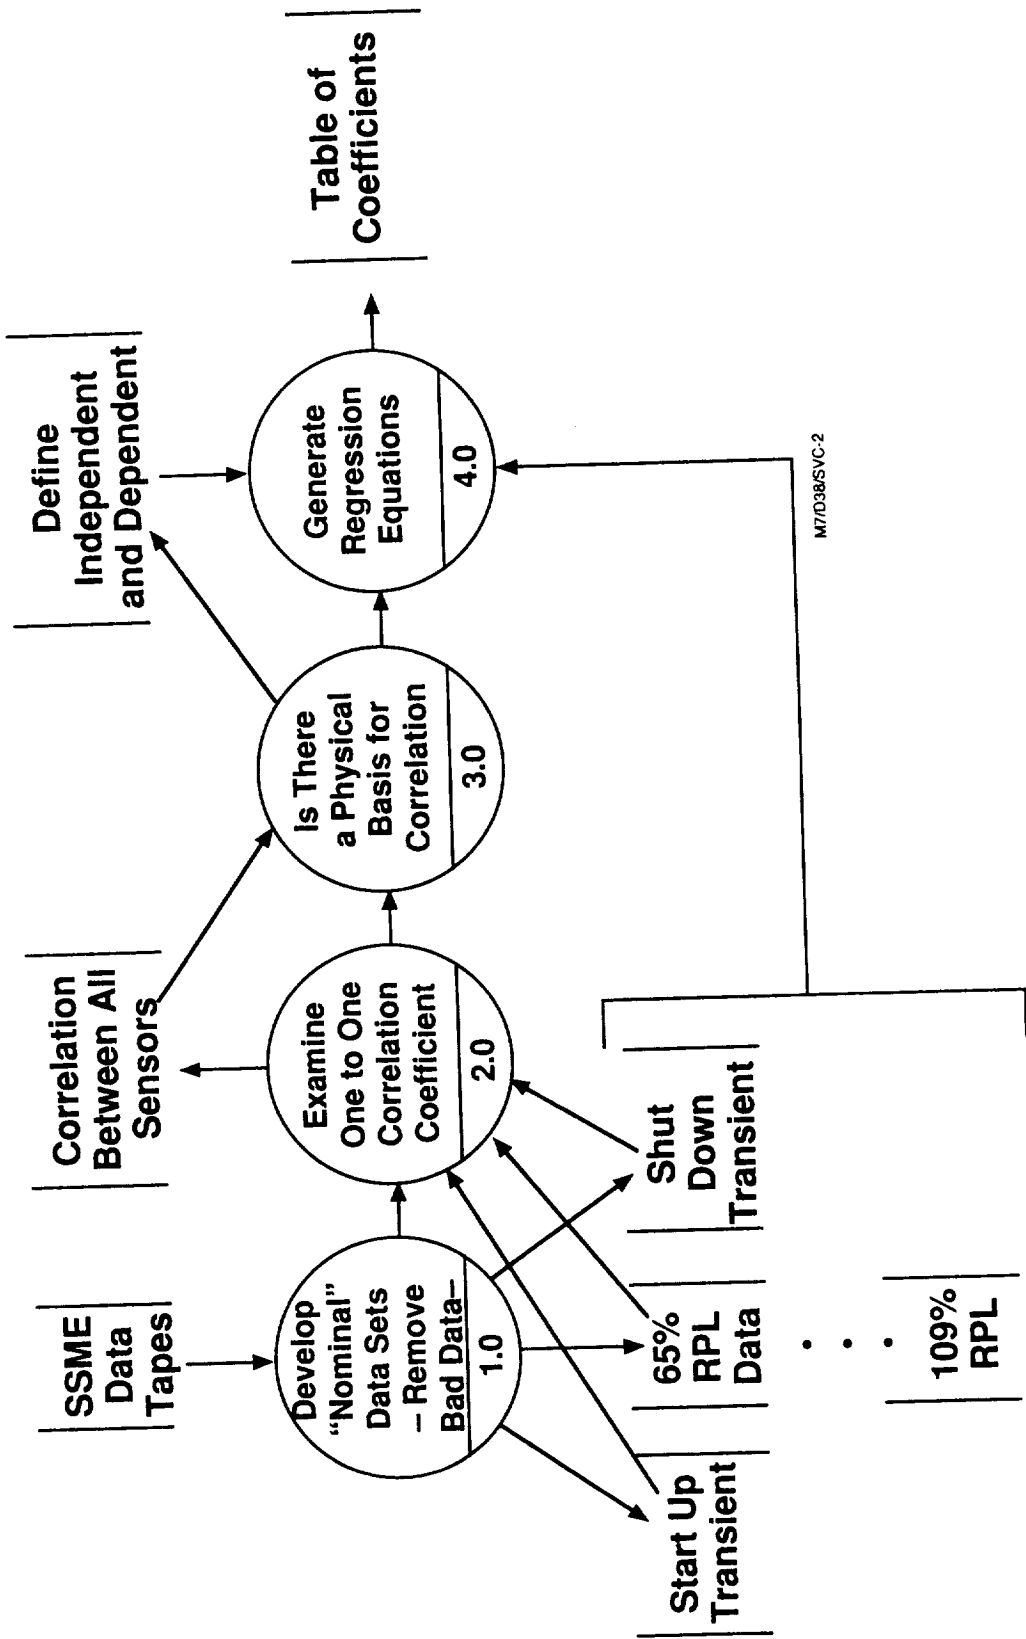 SSME
Data
Tapes
Correlation
Between All
Sensors
Define
Independent
and Dependent
Develop
“Nominal”
Data Sets
– Remove
Bad Data–
1.0
Examine
One to One
Correlation
Coefficient
2.0
Is There
a Physical
Basis for
Correlation
3.0
Generate
Regression
Equations
4.0
Table of
Coefficients
Start Up
Transient
65%
RPL
Data
Shut
Down
Transient
109%
RPL
M7/D38/SVC-2